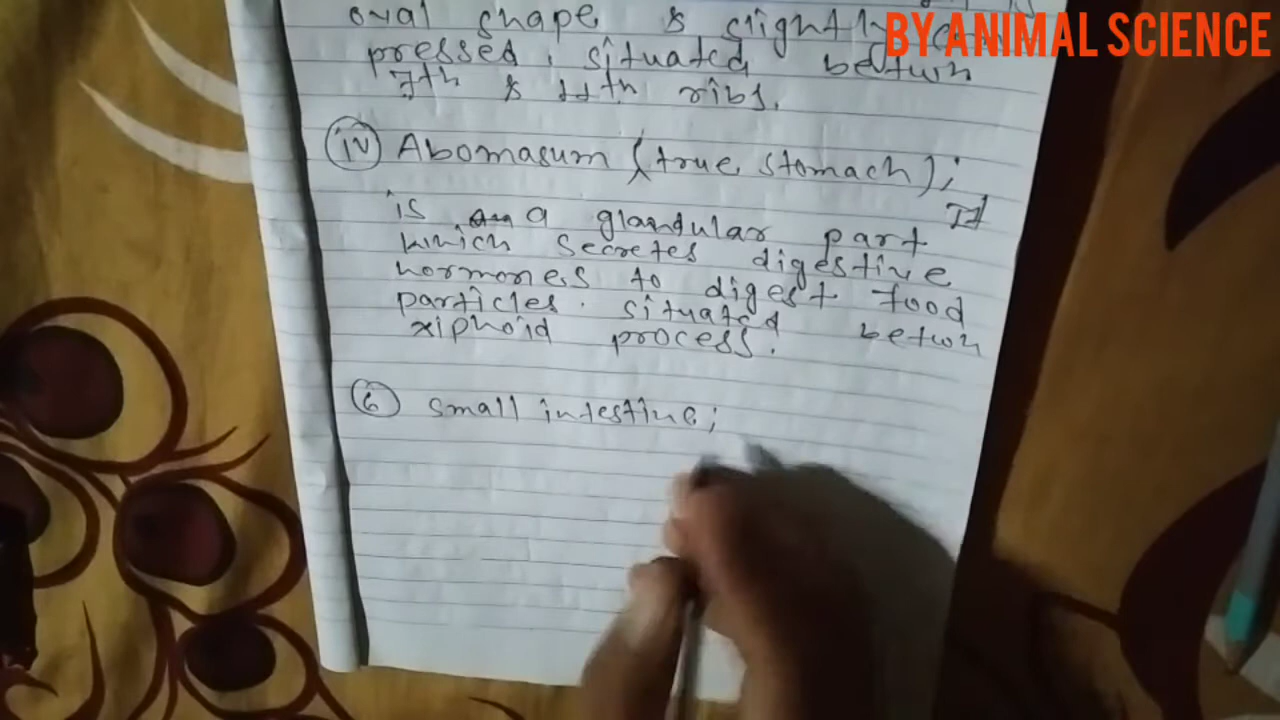 BY ANIMAL SCIENCE
oval shape & slightly
pressed, situated betwn
7th & 11th ribs.
(iv) Abomasum (true stomach); It
is a glandular part
which secretes digestive
hormones to digest food
particles. situated betwn
xiphoid process.
(6) small intestine;